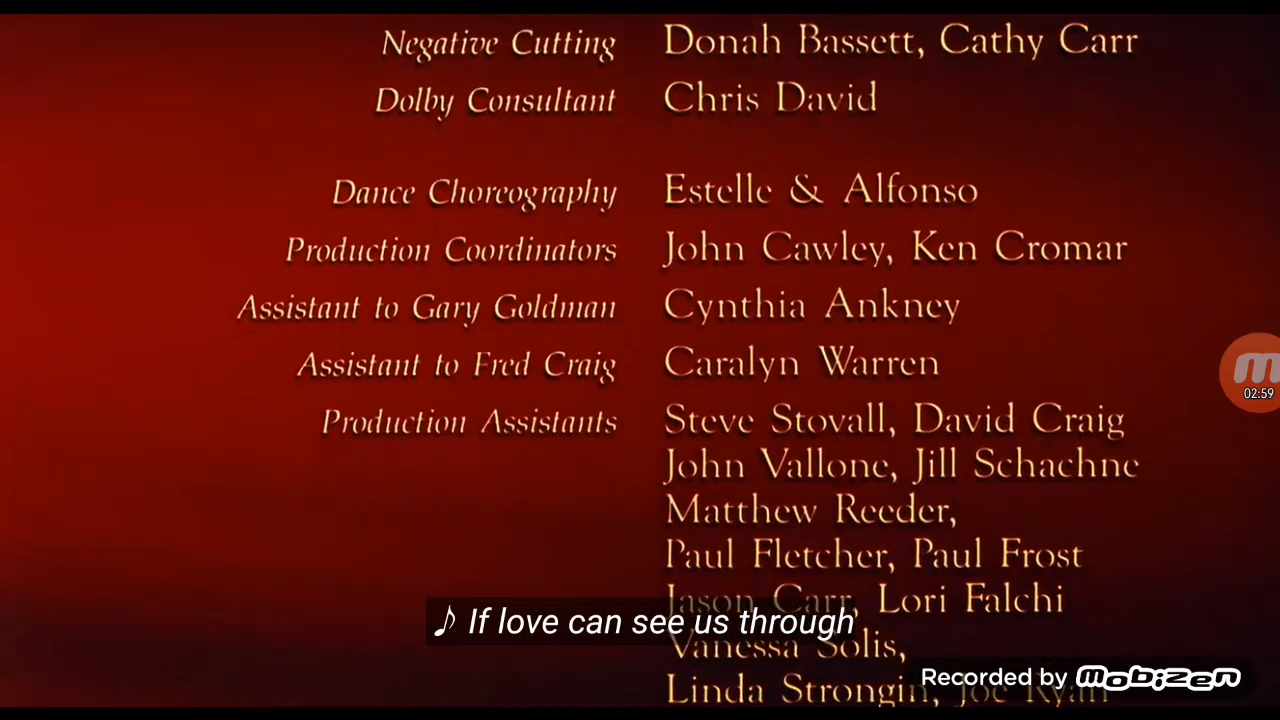 Negative Cutting Donah Bassett, Cathy Carr
Dolby Consultant Chris David
Dance Choreography Estelle & Alfonso
Production Coordinators John Cawley, Ken Cromar
Assistant to Gary Goldman Cynthia Ankney
Assistant to Fred Craig Caralyn Warren
Production Assistants Steve Stovall, David Craig
John Vallone, Jill Schachne
Matthew Reeder,
Paul Fletcher, Paul Frost
Jason Carr, Lori Falchi
♪ If love can see us through
Vanessa Solis,
Linda Strongin, Joe Ryan
Recorded by mobizen
m
02:59